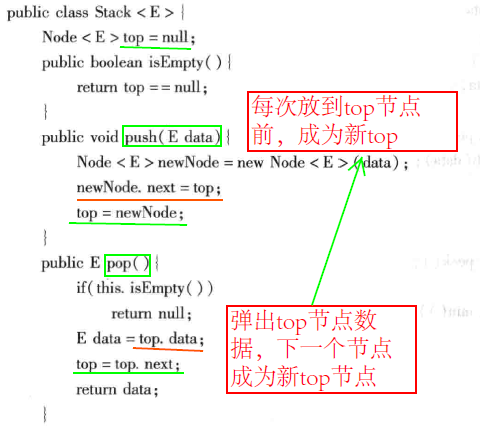 public class Stack < E > {
Node < E > top = null;
public boolean isEmpty( ) {
return top == null;
}
public void push( E data) {
Node < E > newNode = new Node < E > (data) ;
newNode. next = top;
top = newNode;
}
public E pop( ) {
if( this. isEmpty( ) )
return null;
E data = top. data;
top = top. next;
return data;
}
每次放到top节点
前，成为新top
弹出top节点数
据，下一个节点
成为新top节点